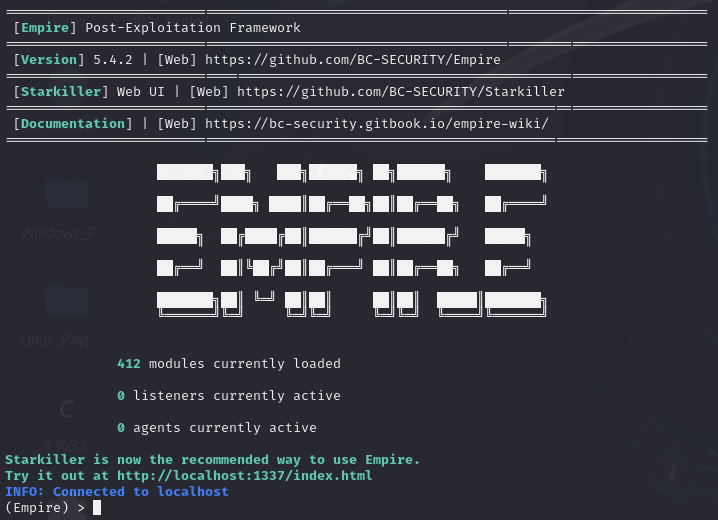 [Empire] Post-Exploitation Framework
[Version] 5.4.2 | [Web] https://github.com/BC-SECURITY/Empire
[Starkiller] Web UI | [Web] https://github.com/BC-SECURITY/Starkiller
[Documentation] | [Web] https://bc-security.gitbook.io/empire-wiki/
EMPIRE
Windows_P...
Linux_Payl...
412 modules currently loaded
0 listeners currently active
0 agents currently active
9303.c
Starkiller is now the recommended way to use Empire.
Try it out at http://localhost:1337/index.html
INFO: Connected to localhost
(Empire) >